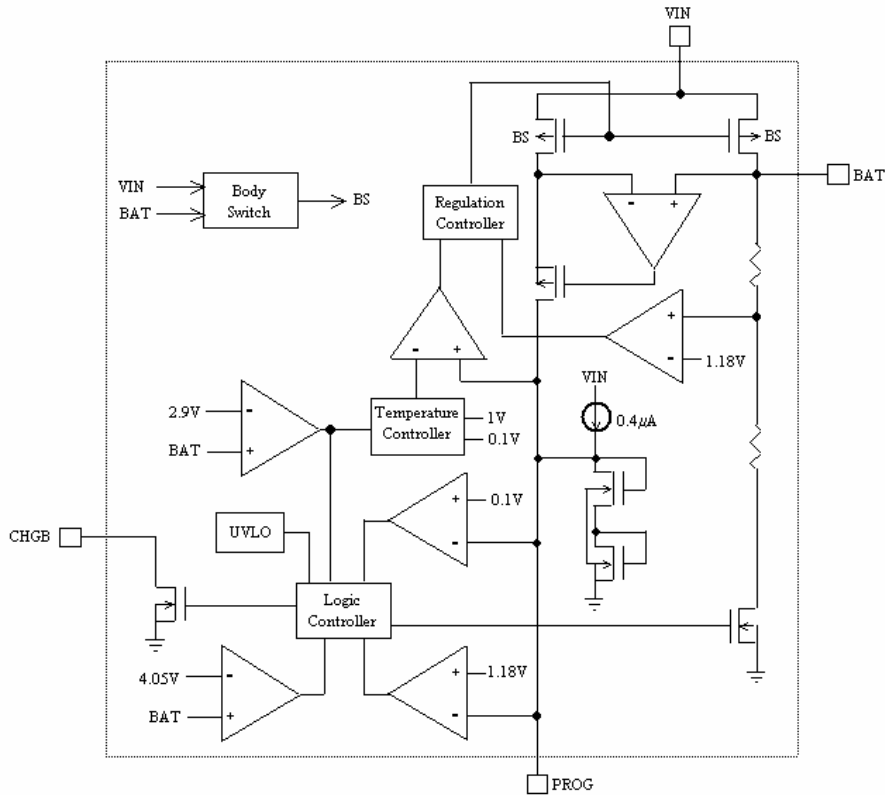 VIN
BS
BS
BAT
VIN
BAT
Body
Switch
BS
Regulation
Controller
-
+
+
-
1.18V
-
+
VIN
0.4μA
2.9V
BAT
-
+
Temperature
Controller
1V
0.1V
CHGB
UVLO
+
-
0.1V
Logic
Controller
4.05V
BAT
-
+
+
-
1.18V
PROG